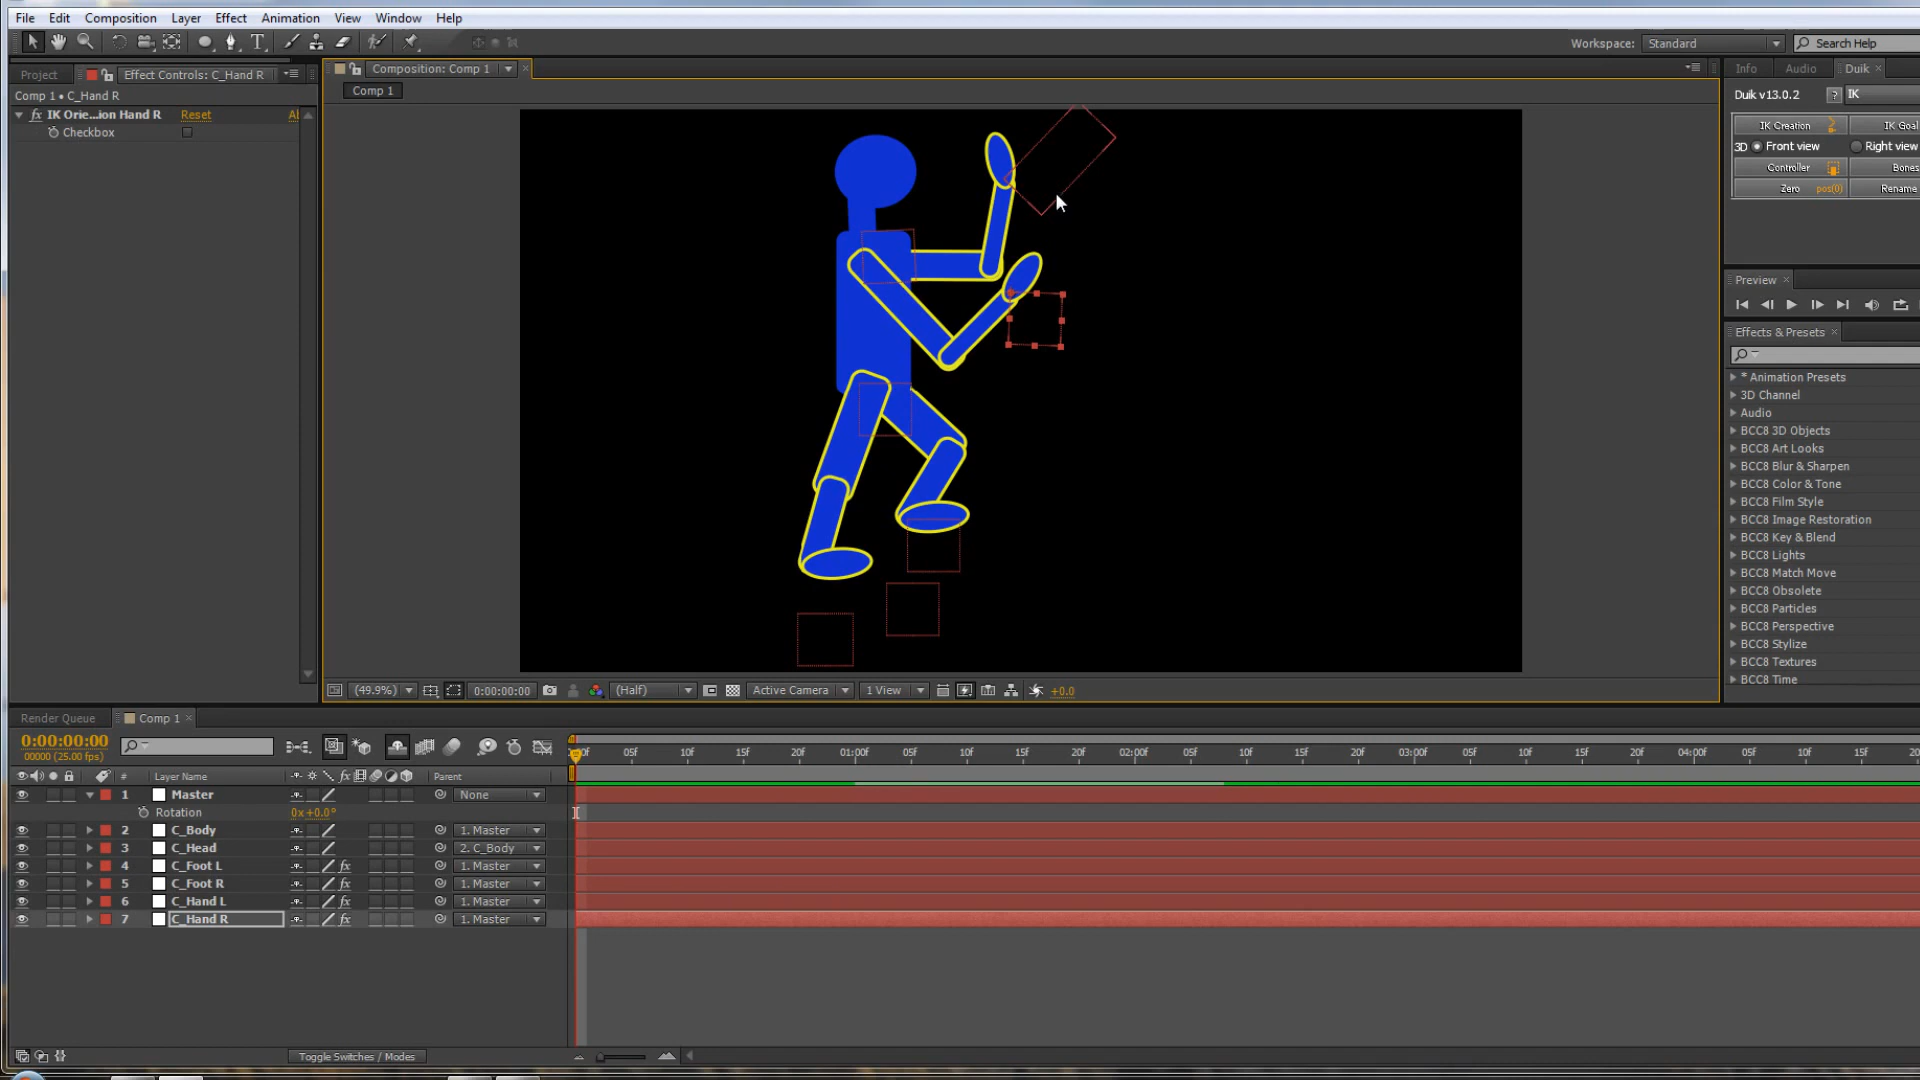 File Edit Composition Layer Effect Animation View Window Help
Workspace: Standard Search Help
Project Effect Controls: C_Hand R
Composition: Comp 1
Info Audio Duik
Comp 1 • C_Hand R
Comp 1
Duik v13.0.2 ? IK
fx IK Orie...ion Hand R Reset
Checkbox
IK Creation IK Goal
3D Front view Right view
Controller Bones
Zero pos(0) Rename
Preview
Effects & Presets
* Animation Presets
3D Channel
Audio
BCC8 3D Objects
BCC8 Art Looks
BCC8 Blur & Sharpen
BCC8 Color & Tone
BCC8 Film Style
BCC8 Image Restoration
BCC8 Key & Blend
BCC8 Lights
BCC8 Match Move
BCC8 Obsolete
BCC8 Particles
BCC8 Perspective
BCC8 Stylize
BCC8 Textures
BCC8 Time
(49.9%) 0:00:00:00 (Half) Active Camera 1 View +0.0
Render Queue Comp 1
0:00:00:00
00000 (25.00 fps)
05f 10f 15f 20f 01:00f 05f 10f 15f 20f 02:00f 05f 10f 15f 20f 03:00f 05f 10f 15f 20f 04:00f 05f 10f 15f
# Layer Name fx Parent
1 Master None
Rotation 0x+0.0°
2 C_Body 1. Master
3 C_Head 2. C_Body
4 C_Foot L fx 1. Master
5 C_Foot R fx 1. Master
6 C_Hand L fx 1. Master
7 C_Hand R fx 1. Master
Toggle Switches / Modes